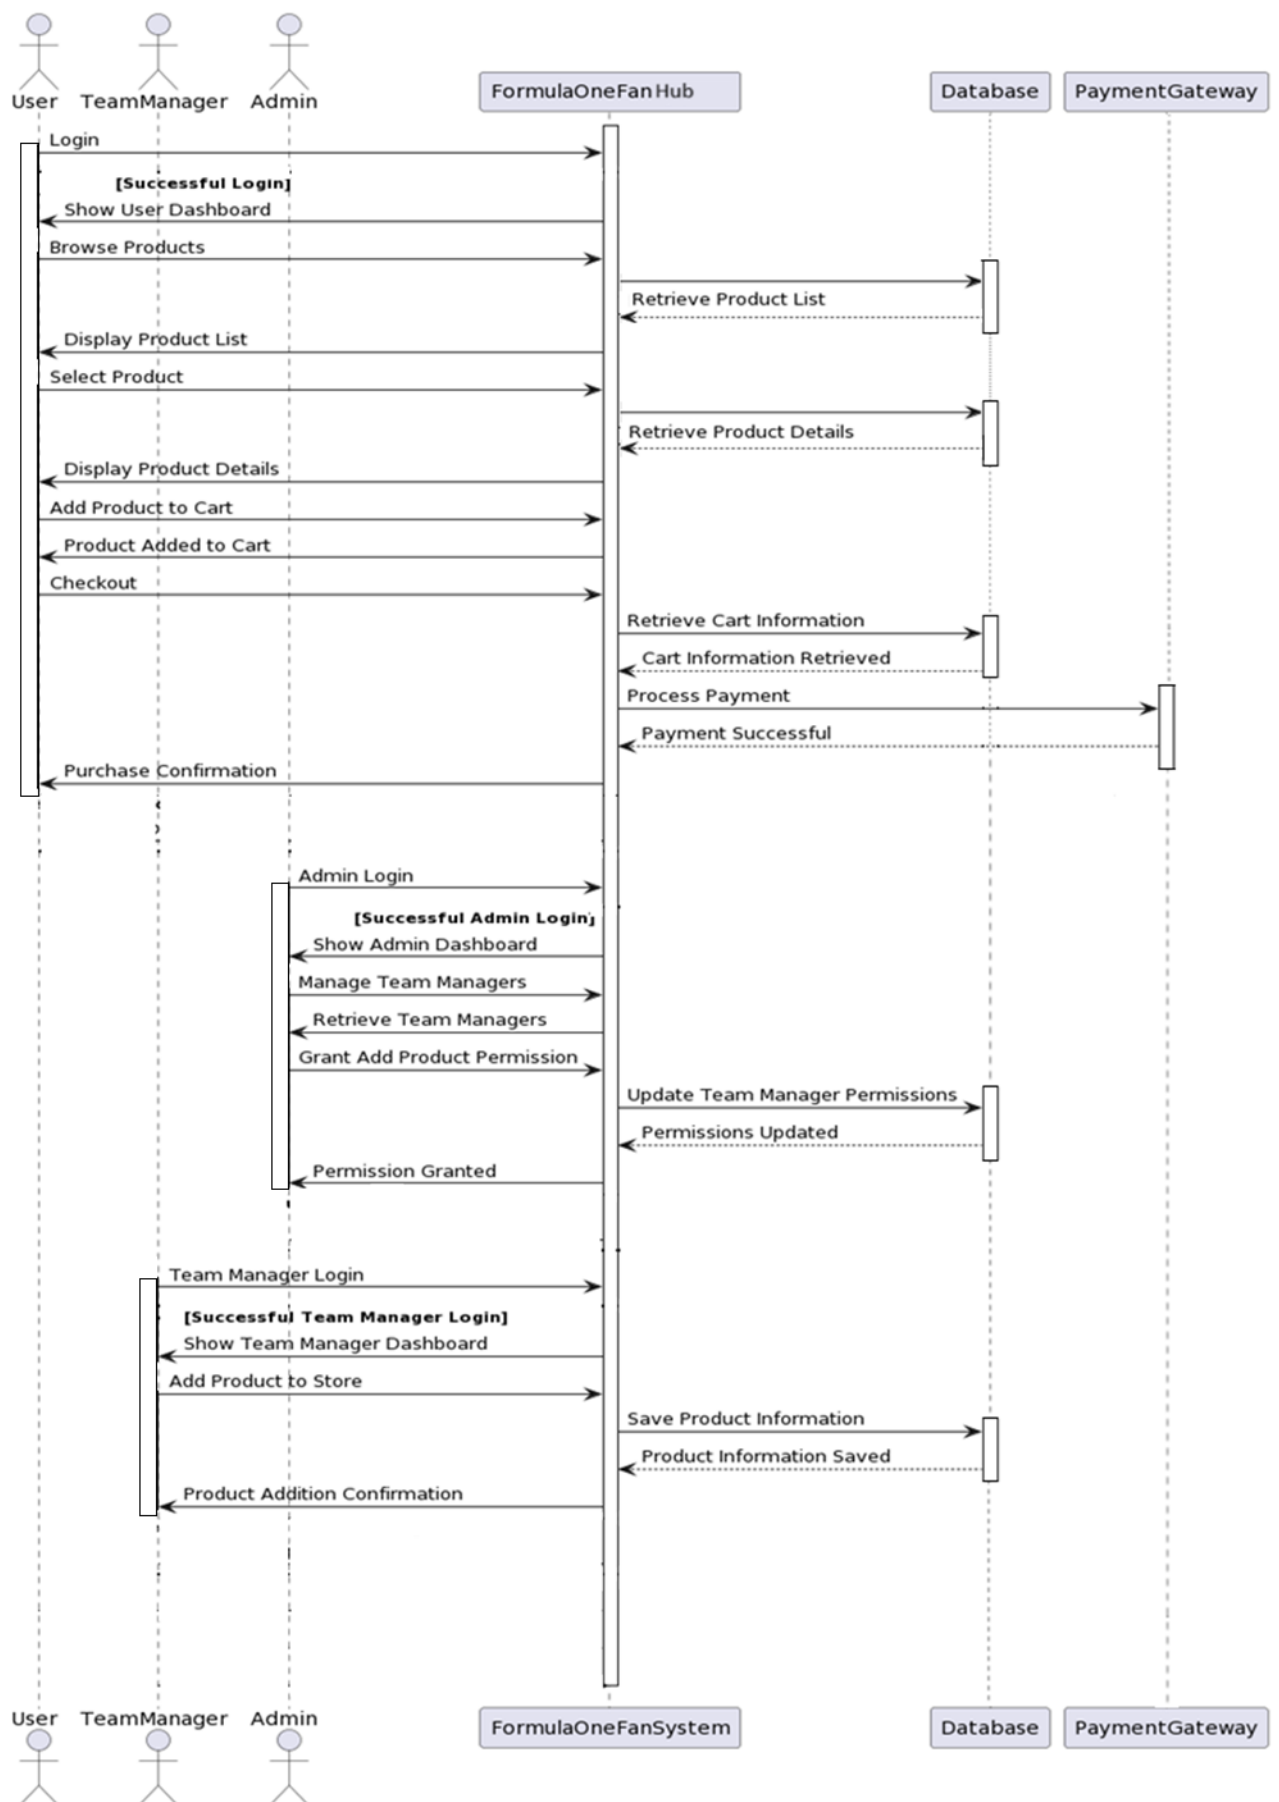 User TeamManager Admin FormulaOneFan Hub Database PaymentGateway
Login
[Successful Login]
Show User Dashboard
Browse Products
Retrieve Product List
Display Product List
Select Product
Retrieve Product Details
Display Product Details
Add Product to Cart
Product Added to Cart
Checkout
Retrieve Cart Information
Cart Information Retrieved
Process Payment
Payment Successful
Purchase Confirmation
Admin Login
[Successful Admin Login]
Show Admin Dashboard
Manage Team Managers
Retrieve Team Managers
Grant Add Product Permission
Update Team Manager Permissions
Permissions Updated
Permission Granted
Team Manager Login
[Successful Team Manager Login]
Show Team Manager Dashboard
Add Product to Store
Save Product Information
Product Information Saved
Product Addition Confirmation
User TeamManager Admin FormulaOneFanSystem Database PaymentGateway